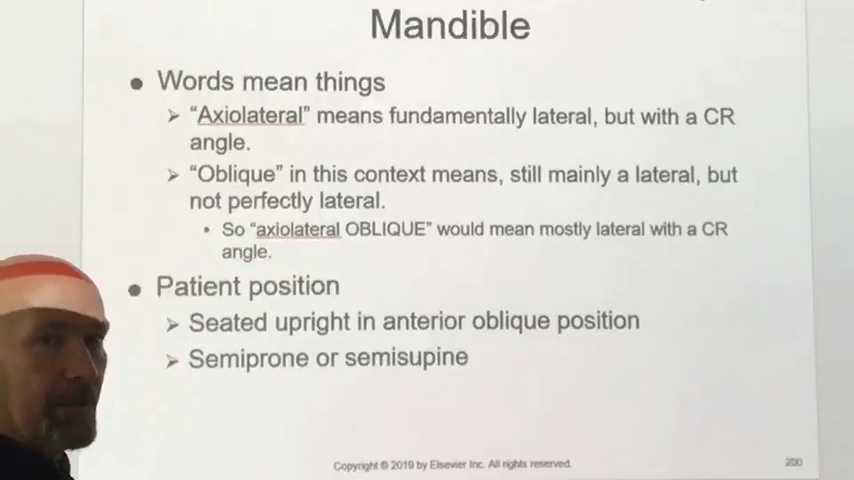 Mandible
● Words mean things
➢ “Axiolateral” means fundamentally lateral, but with a CR
angle.
➢ “Oblique” in this context means, still mainly a lateral, but
not perfectly lateral.
• So “axiolateral OBLIQUE” would mean mostly lateral with a CR
angle.
● Patient position
➢ Seated upright in anterior oblique position
➢ Semiprone or semisupine
Copyright © 2019 by Elsevier Inc. All rights reserved.
200